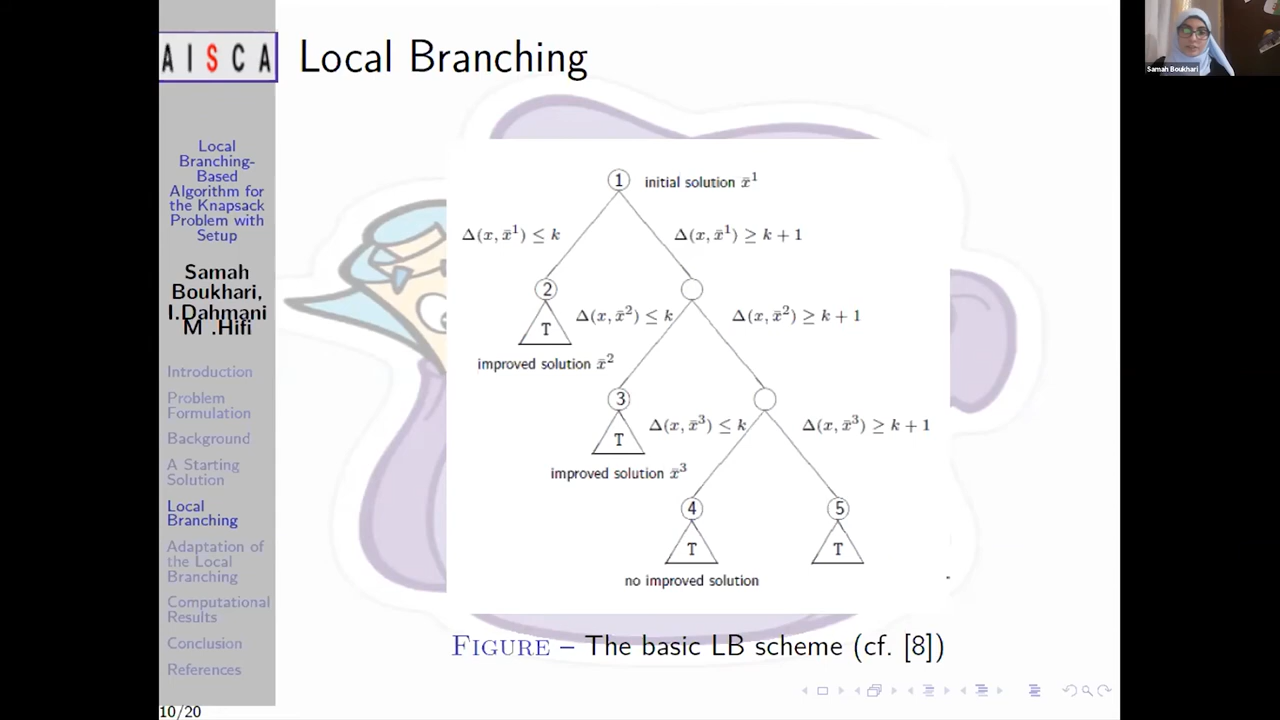 AISCA
Local Branching
Local
Branching-
Based
Algorithm for
the Knapsack
Problem with
Setup
Samah
Boukhari,
I.Dahmani
M .Hifi
Introduction
Problem
Formulation
Background
A Starting
Solution
Local
Branching
Adaptation of
the Local
Branching
Computational
Results
Conclusion
References
10/20
1 initial solution x̄¹
Δ(x, x̄¹) ≤ k Δ(x, x̄¹) ≥ k + 1
2
T
Δ(x, x̄²) ≤ k Δ(x, x̄²) ≥ k + 1
improved solution x̄²
3
T
Δ(x, x̄³) ≤ k Δ(x, x̄³) ≥ k + 1
improved solution x̄³
4 5
T T
no improved solution
FIGURE – The basic LB scheme (cf. [8])
Samah Boukhari